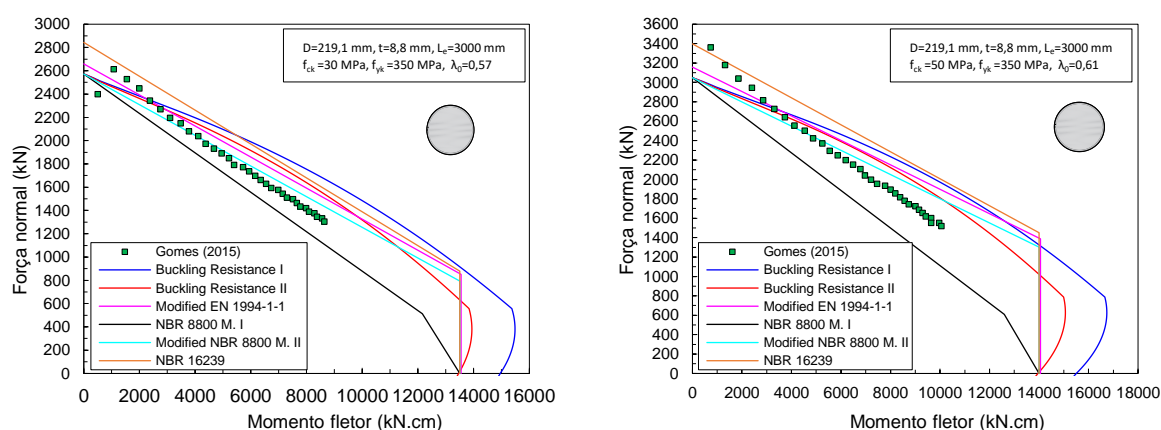 D=219,1 mm, t=8,8 mm, Lₑ=3000 mm
f_ck =30 MPa, f_yk =350 MPa, λ₀=0,57
Força normal (kN)
3000
2800
2600
2400
2200
2000
1800
1600
1400
1200
1000
800
600
400
200
0
Gomes (2015)
Buckling Resistance I
Buckling Resistance II
Modified EN 1994-1-1
NBR 8800 M. I
Modified NBR 8800 M. II
NBR 16239
0 2000 4000 6000 8000 10000 12000 14000 16000
Momento fletor (kN.cm)
D=219,1 mm, t=8,8 mm, Lₑ=3000 mm
f_ck =50 MPa, f_yk =350 MPa, λ₀=0,61
Força normal (kN)
3600
3400
3200
3000
2800
2600
2400
2200
2000
1800
1600
1400
1200
1000
800
600
400
200
0
Gomes (2015)
Buckling Resistance I
Buckling Resistance II
Modified EN 1994-1-1
NBR 8800 M. I
Modified NBR 8800 M. II
NBR 16239
0 2000 4000 6000 8000 10000 12000 14000 16000 18000
Momento fletor (kN.cm)